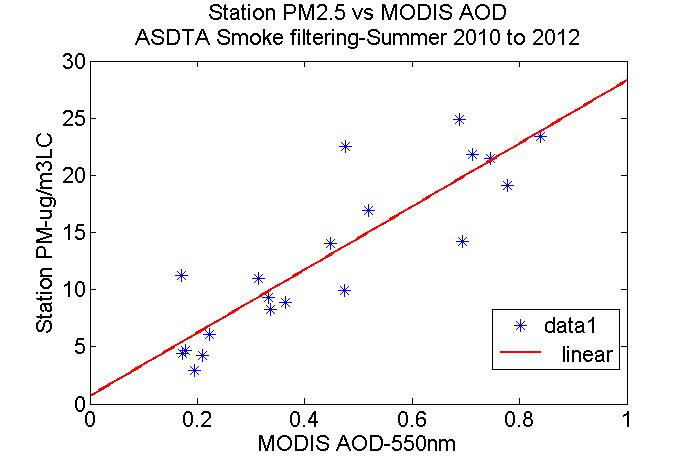 Station PM2.5 vs MODIS AOD
ASDTA Smoke filtering-Summer 2010 to 2012
30
25
20
15
10
5
0
Station PM-ug/m3LC
data1
linear
0 0.2 0.4 0.6 0.8 1
MODIS AOD-550nm